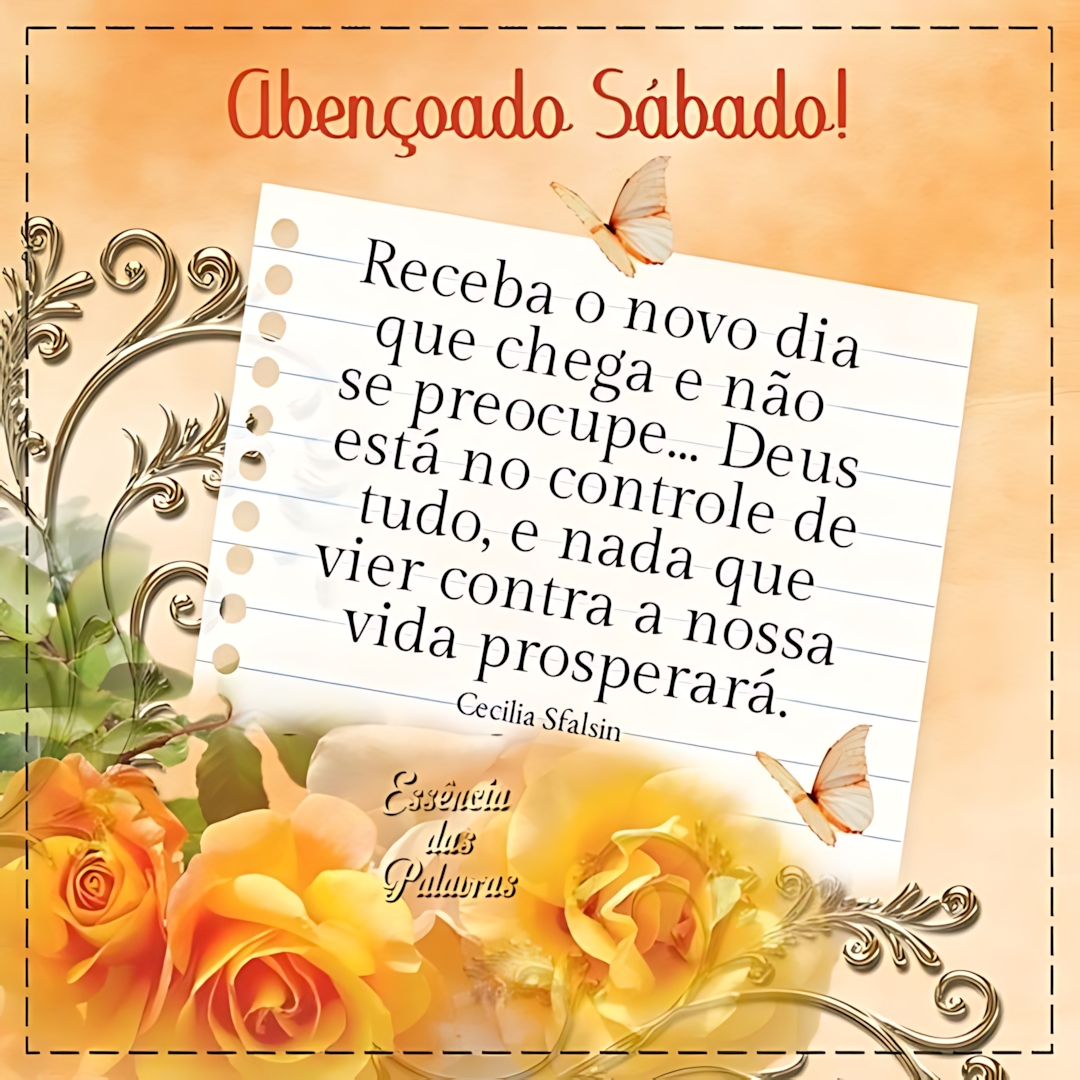 Abençoado Sábado!
Receba o novo dia
que chega e não
se preocupe... Deus
está no controle de
tudo, e nada que
vier contra a nossa
vida prosperará.
Cecilia Sfalsin
Essência
das
Palavras